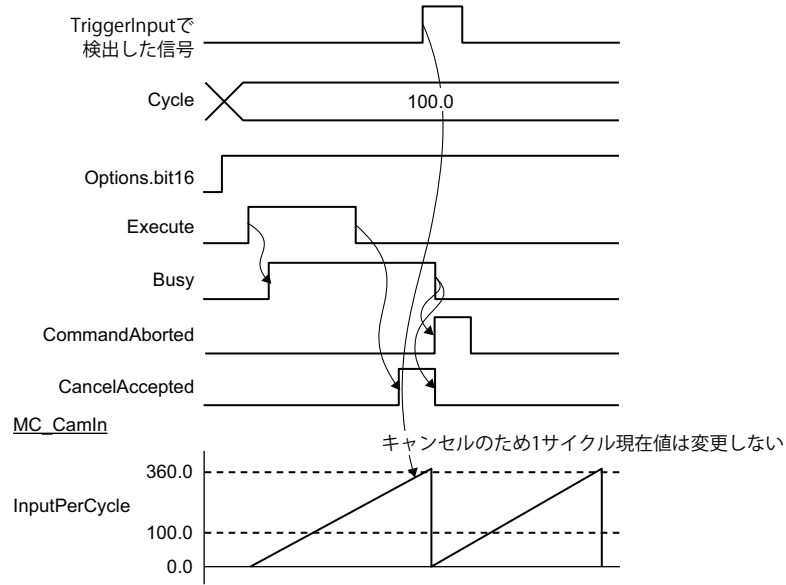 TriggerInputで
検出した信号
Cycle
100.0
Options.bit16
Execute
Busy
CommandAborted
CancelAccepted
MC_CamIn
キャンセルのため1サイクル現在値は変更しない
360.0
InputPerCycle
100.0
0.0